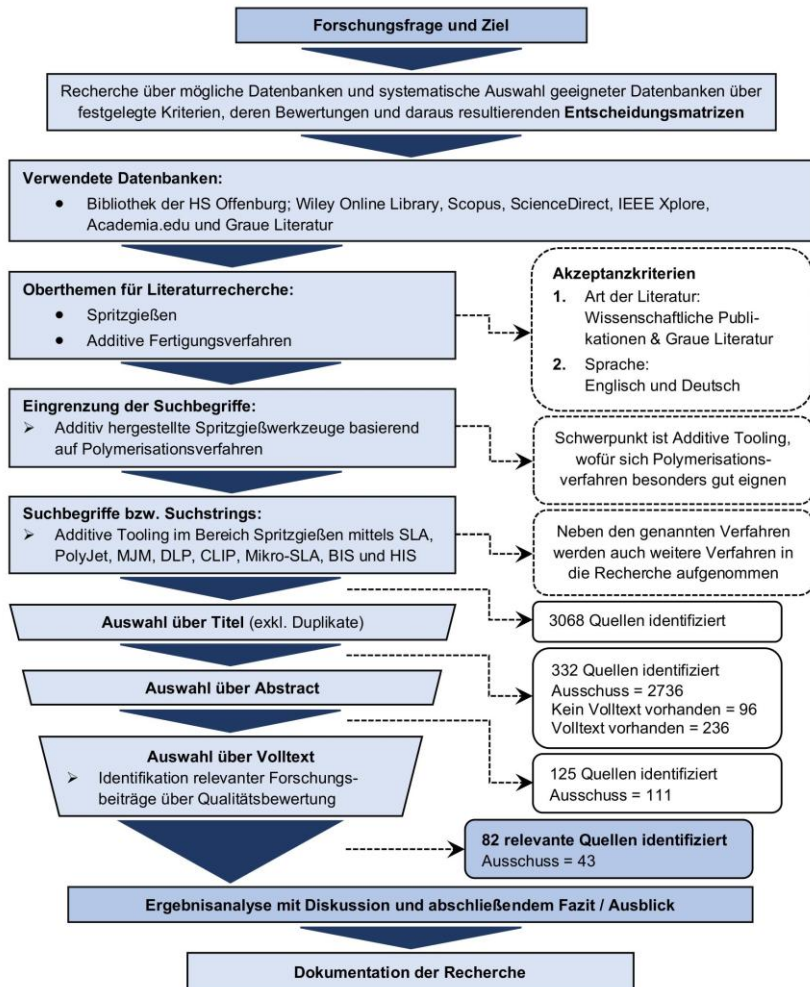 Forschungsfrage und Ziel
Recherche über mögliche Datenbanken und systematische Auswahl geeigneter Datenbanken über
festgelegte Kriterien, deren Bewertungen und daraus resultierenden Entscheidungsmatrizen
Verwendete Datenbanken:
● Bibliothek der HS Offenburg; Wiley Online Library, Scopus, ScienceDirect, IEEE Xplore,
Academia.edu und Graue Literatur
Oberthemen für Literaturrecherche:
● Spritzgießen
● Additive Fertigungsverfahren
Akzeptanzkriterien
1. Art der Literatur:
Wissenschaftliche Publi-
kationen & Graue Literatur
2. Sprache:
Englisch und Deutsch
Eingrenzung der Suchbegriffe:
➢ Additiv hergestellte Spritzgießwerkzeuge basierend
auf Polymerisationsverfahren
Schwerpunkt ist Additive Tooling,
wofür sich Polymerisations-
verfahren besonders gut eignen
Suchbegriffe bzw. Suchstrings:
➢ Additive Tooling im Bereich Spritzgießen mittels SLA,
PolyJet, MJM, DLP, CLIP, Mikro-SLA, BIS und HIS
Neben den genannten Verfahren
werden auch weitere Verfahren in
die Recherche aufgenommen
Auswahl über Titel (exkl. Duplikate)
3068 Quellen identifiziert
Auswahl über Abstract
332 Quellen identifiziert
Ausschuss = 2736
Kein Volltext vorhanden = 96
Volltext vorhanden = 236
Auswahl über Volltext
➢ Identifikation relevanter Forschungs-
beiträge über Qualitätsbewertung
125 Quellen identifiziert
Ausschuss = 111
82 relevante Quellen identifiziert
Ausschuss = 43
Ergebnisanalyse mit Diskussion und abschließendem Fazit / Ausblick
Dokumentation der Recherche